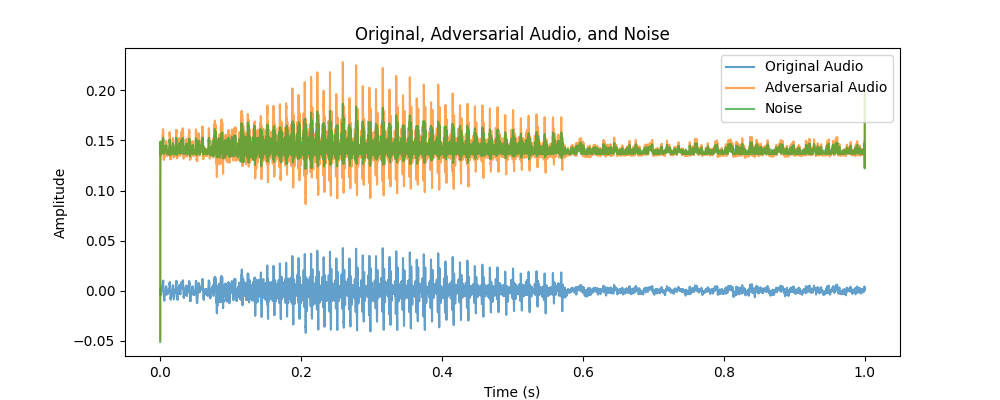 Original, Adversarial Audio, and Noise
Original Audio
Adversarial Audio
Noise
Amplitude
0.20
0.15
0.10
0.05
0.00
−0.05
0.0
0.2
0.4
0.6
0.8
1.0
Time (s)